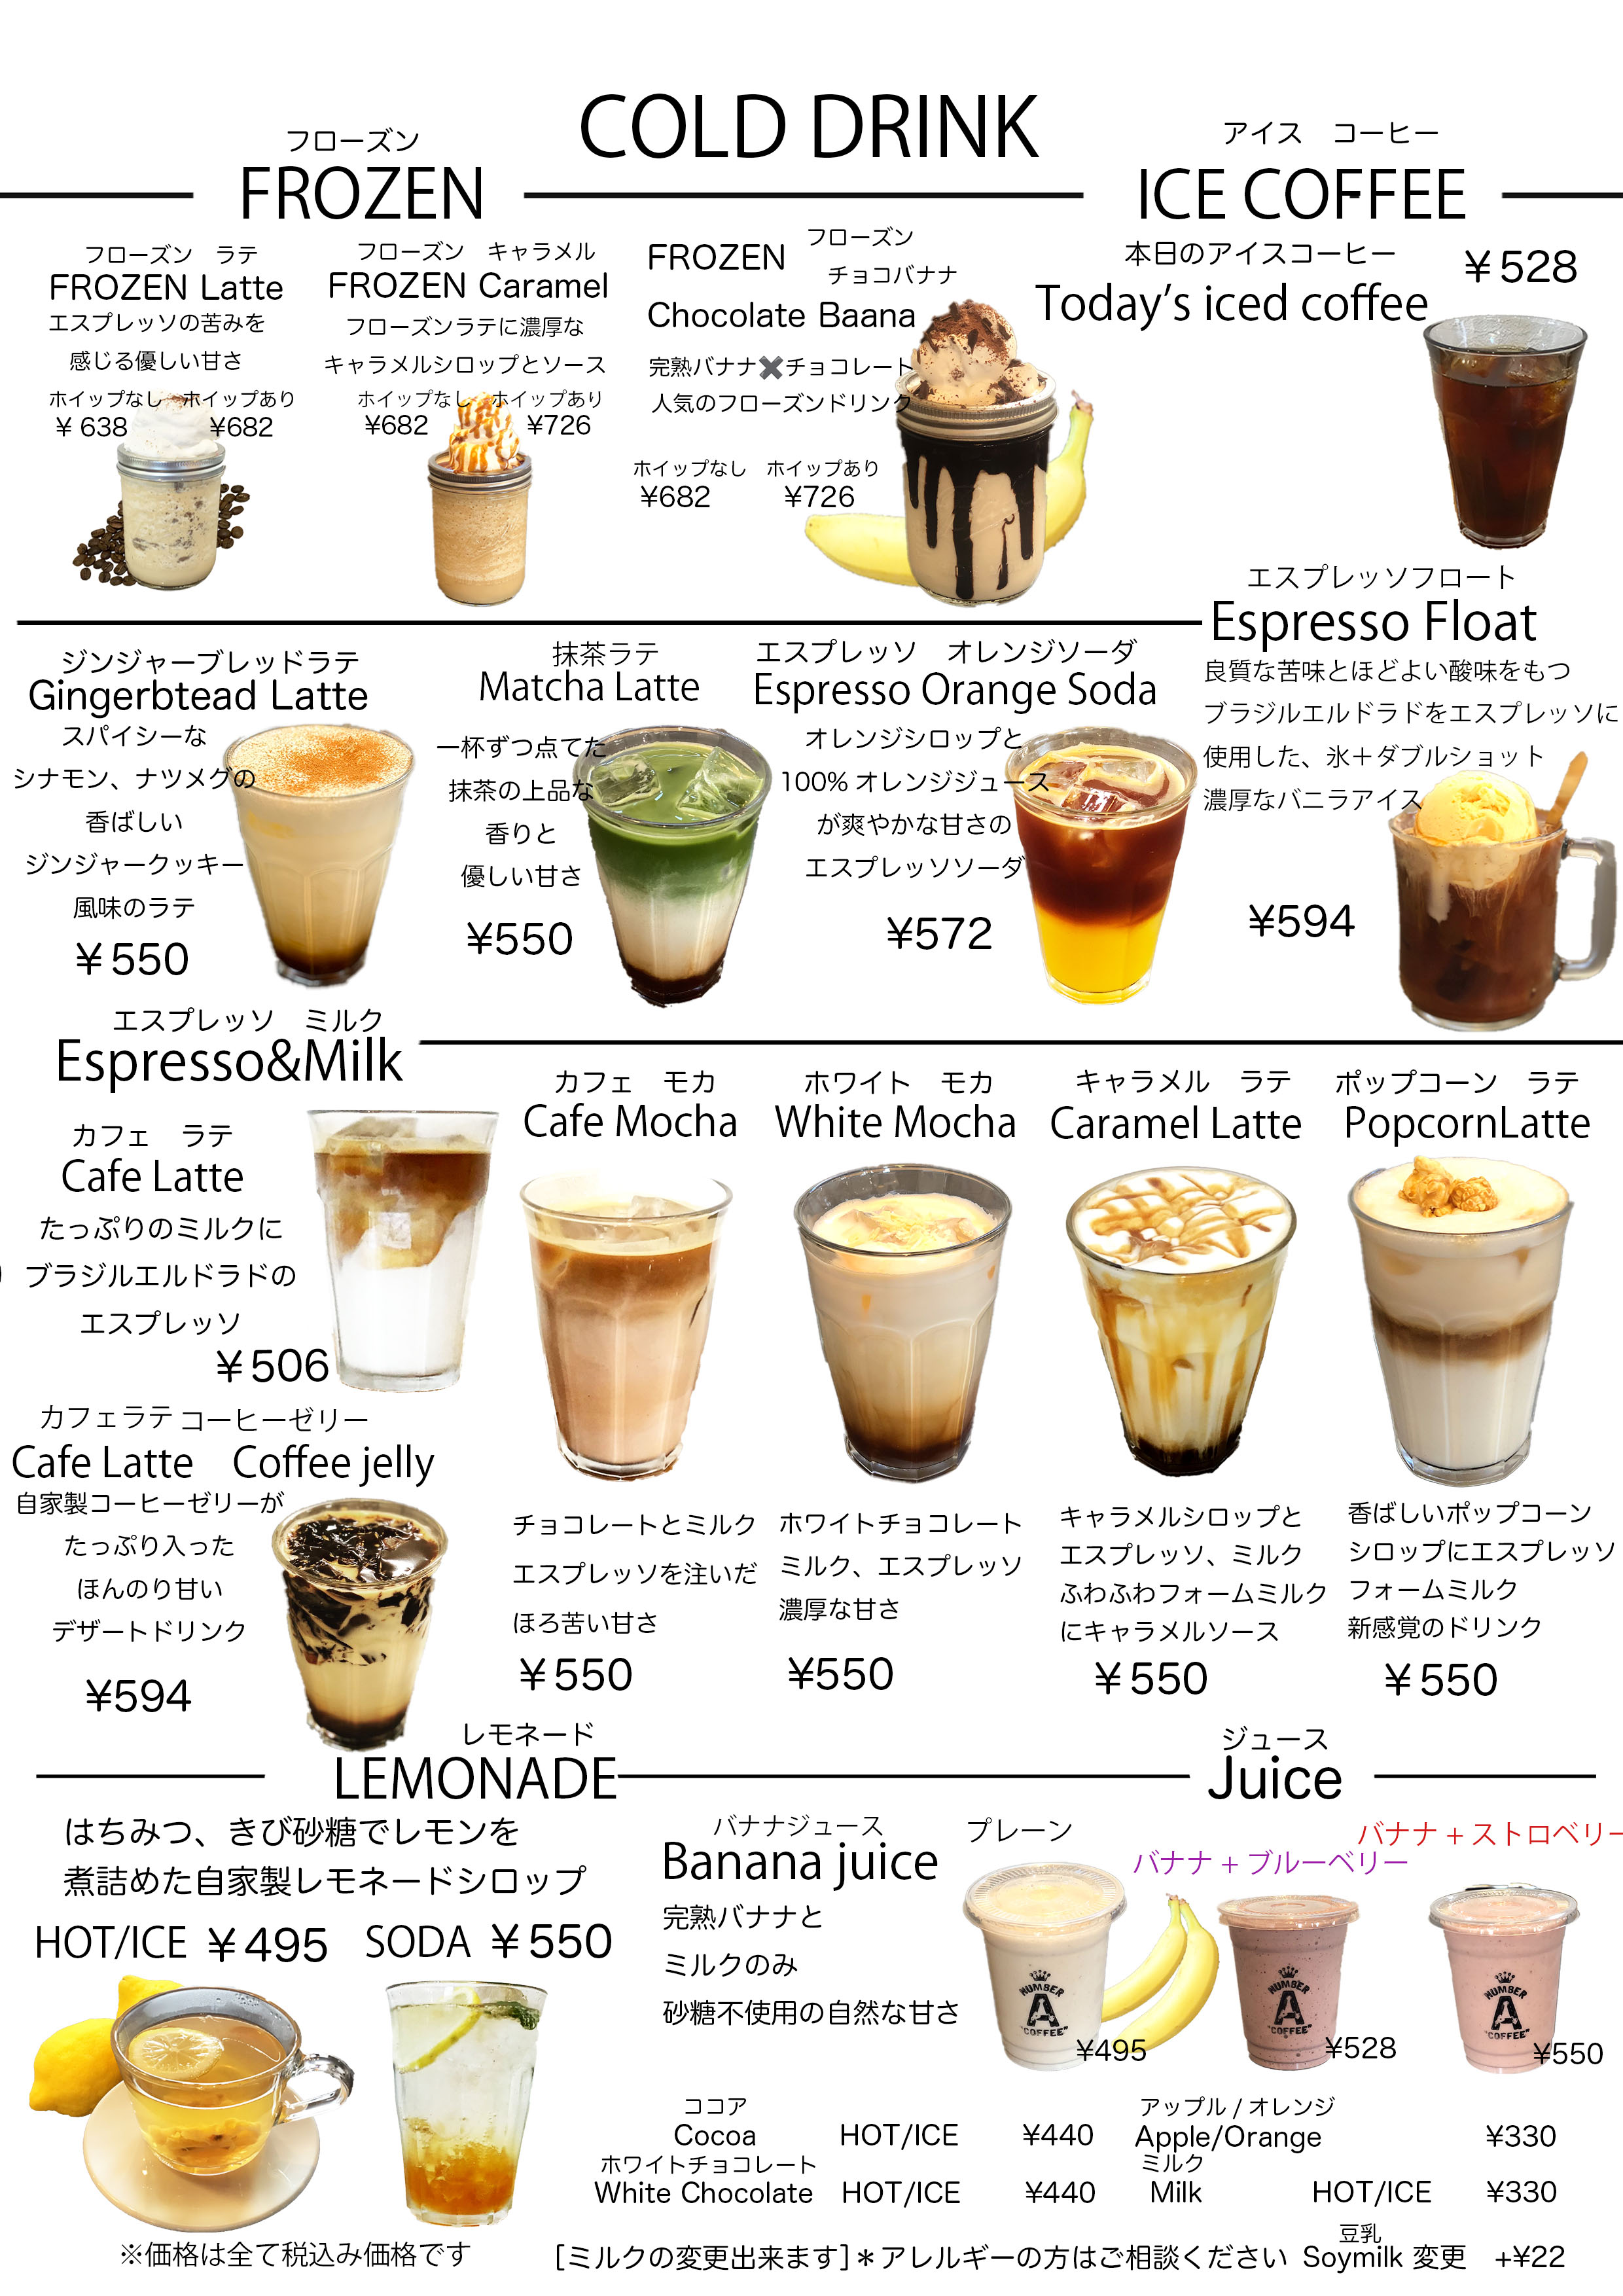 COLD DRINK
フローズン
FROZEN
アイス コーヒー
ICE COFFEE
フローズン ラテ
FROZEN Latte
エスプレッソの苦みを
感じる優しい甘さ
ホイップなし ホイップあり
¥ 638 ¥682
フローズン キャラメル
FROZEN Caramel
フローズンラテに濃厚な
キャラメルシロップとソース
ホイップなし ホイップあり
¥682 ¥726
フローズン
FROZEN
チョコバナナ
Chocolate Baana
完熟バナナ✖チョコレート
人気のフローズンドリンク
ホイップなし ホイップあり
¥682 ¥726
本日のアイスコーヒー
Today's iced coffee
¥528
エスプレッソフロート
Espresso Float
良質な苦味とほどよい酸味をもつ
ブラジルエルドラドをエスプレッソに
使用した、氷＋ダブルショット
濃厚なバニラアイス
¥594
ジンジャーブレッドラテ
Gingerbtead Latte
スパイシーな
シナモン、ナツメグの
香ばしい
ジンジャークッキー
風味のラテ
¥550
抹茶ラテ
Matcha Latte
一杯ずつ点てた
抹茶の上品な
香りと
優しい甘さ
¥550
エスプレッソ オレンジソーダ
Espresso Orange Soda
オレンジシロップと
100% オレンジジュース
が爽やかな甘さの
エスプレッソソーダ
¥572
エスプレッソ ミルク
Espresso&Milk
カフェ ラテ
Cafe Latte
たっぷりのミルクに
ブラジルエルドラドの
エスプレッソ
¥506
カフェラテ コーヒーゼリー
Cafe Latte Coffee jelly
自家製コーヒーゼリーが
たっぷり入った
ほんのり甘い
デザートドリンク
¥594
カフェ モカ
Cafe Mocha
チョコレートとミルク
エスプレッソを注いだ
ほろ苦い甘さ
¥550
ホワイト モカ
White Mocha
ホワイトチョコレート
ミルク、エスプレッソ
濃厚な甘さ
¥550
キャラメル ラテ
Caramel Latte
キャラメルシロップと
エスプレッソ、ミルク
ふわふわフォームミルク
にキャラメルソース
¥550
ポップコーン ラテ
PopcornLatte
香ばしいポップコーン
シロップにエスプレッソ
フォームミルク
新感覚のドリンク
¥550
レモネード
LEMONADE
はちみつ、きび砂糖でレモンを
煮詰めた自家製レモネードシロップ
HOT/ICE ¥495 SODA ¥550
ジュース
Juice
バナナジュース
Banana juice
完熟バナナと
ミルクのみ
砂糖不使用の自然な甘さ
プレーン
NUMBER
A
"COFFEE"
¥495
バナナ + ブルーベリー
NUMBER
A
"COFFEE"
¥528
バナナ + ストロベリー
NUMBER
A
"COFFEE"
¥550
ココア
Cocoa HOT/ICE ¥440
ホワイトチョコレート
White Chocolate HOT/ICE ¥440
アップル / オレンジ
Apple/Orange ¥330
ミルク
Milk HOT/ICE ¥330
※価格は全て税込み価格です
豆乳
[ミルクの変更出来ます]＊アレルギーの方はご相談ください Soymilk 変更 +¥22